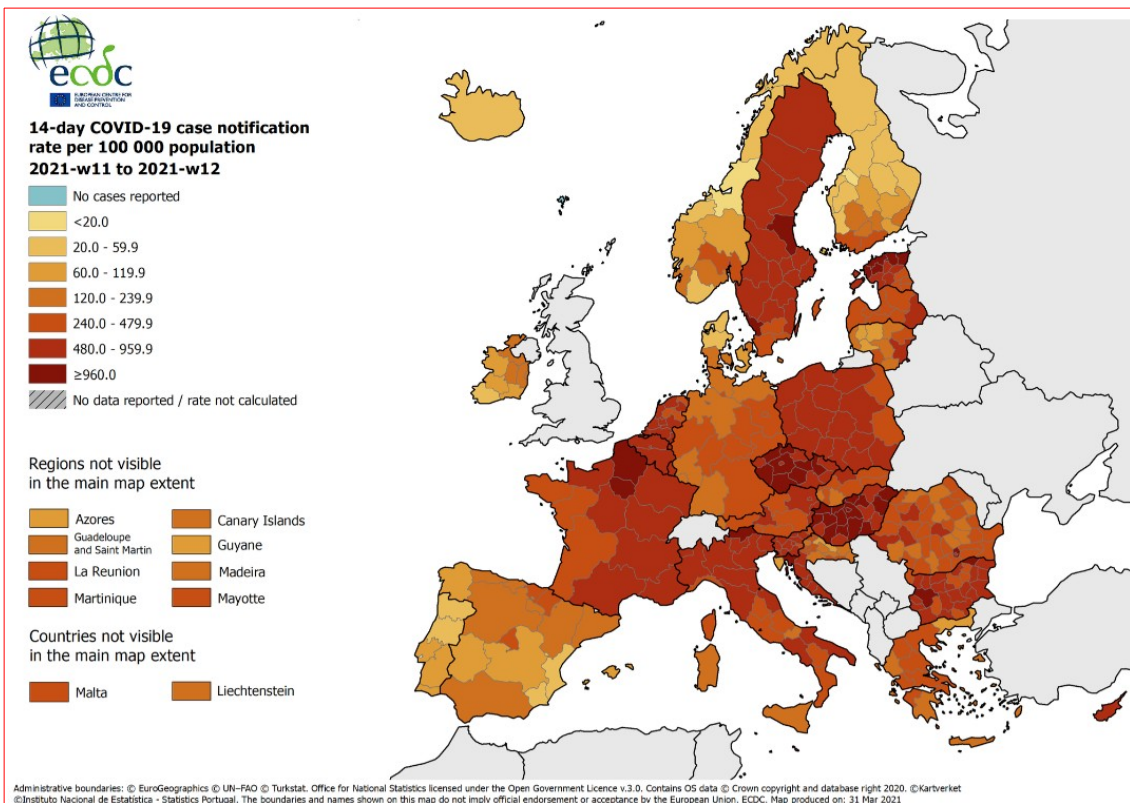 ecdc
EUROPEAN CENTRE FOR
DISEASE PREVENTION
AND CONTROL
14-day COVID-19 case notification
rate per 100 000 population
2021-w11 to 2021-w12
No cases reported
<20.0
20.0 - 59.9
60.0 - 119.9
120.0 - 239.9
240.0 - 479.9
480.0 - 959.9
≥960.0
No data reported / rate not calculated
Regions not visible
in the main map extent
Azores
Canary Islands
Guadeloupe
and Saint Martin
Guyane
La Reunion
Madeira
Martinique
Mayotte
Countries not visible
in the main map extent
Malta
Liechtenstein
Administrative boundaries: © EuroGeographics © UN–FAO © Turkstat. Office for National Statistics licensed under the Open Government Licence v.3.0. Contains OS data © Crown copyright and database right 2020. ©Kartverket
©Instituto Nacional de Estatística - Statistics Portugal. The boundaries and names shown on this map do not imply official endorsement or acceptance by the European Union. ECDC. Map produced on: 31 Mar 2021